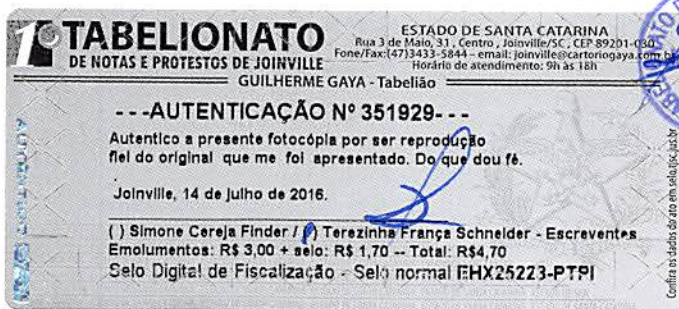 1º TABELIONATO
DE NOTAS E PROTESTOS DE JOINVILLE
ESTADO DE SANTA CATARINA
Rua 3 de Maio, 31, Centro, Joinville/SC, CEP 89201-030
Fone/Fax:(47)3433-5844 - email: joinville@cartoriogaya.com.br
Horário de atendimento: 9h às 18h
GUILHERME GAYA - Tabelião
- - -AUTENTICAÇÃO Nº 351929- - -
Autentico a presente fotocópia por ser reprodução
fiel do original que me foi apresentado. Do que dou fé.
Joinville, 14 de julho de 2016.
( ) Simone Cereja Finder / ( ) Terezinha França Schneider - Escreventes
Emolumentos: R$ 3,00 + selo: R$ 1,70 -- Total: R$4,70
Selo Digital de Fiscalização - Selo normal EHX25223-PTPI
Confira os dados do ato em selo.tjsc.jus.br